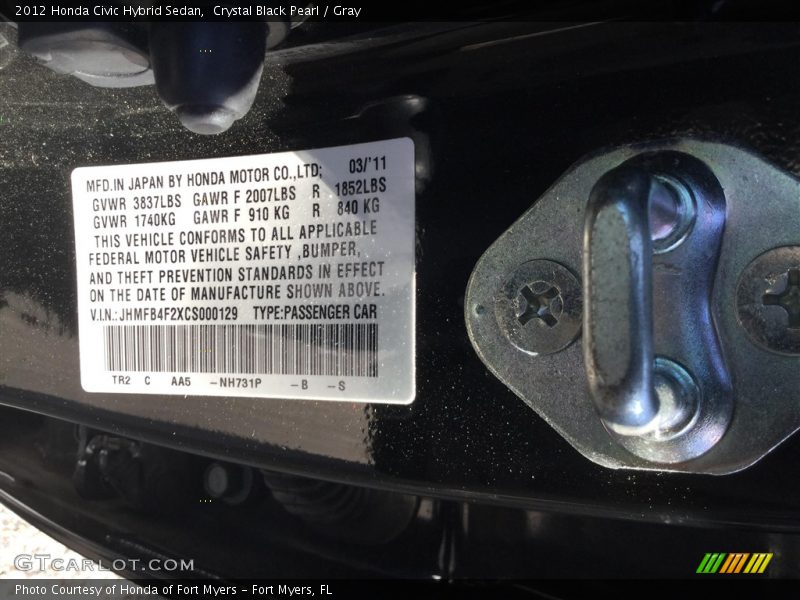 2012 Honda Civic Hybrid Sedan,  Crystal Black Pearl / Gray
MFD.IN JAPAN BY HONDA MOTOR CO.,LTD; 03/'11
GVWR 3837LBS GAWR F 2007LBS R 1852LBS
GVWR 1740KG GAWR F 910 KG R 840 KG
THIS VEHICLE CONFORMS TO ALL APPLICABLE
FEDERAL MOTOR VEHICLE SAFETY ,BUMPER,
AND THEFT PREVENTION STANDARDS IN EFFECT
ON THE DATE OF MANUFACTURE SHOWN ABOVE.
V.I.N.:JHMFB4F2XCS000129 TYPE:PASSENGER CAR
TR2 C AA5 -NH731P -B -S
GTCARLOT.COM
Photo Courtesy of Honda of Fort Myers - Fort Myers, FL